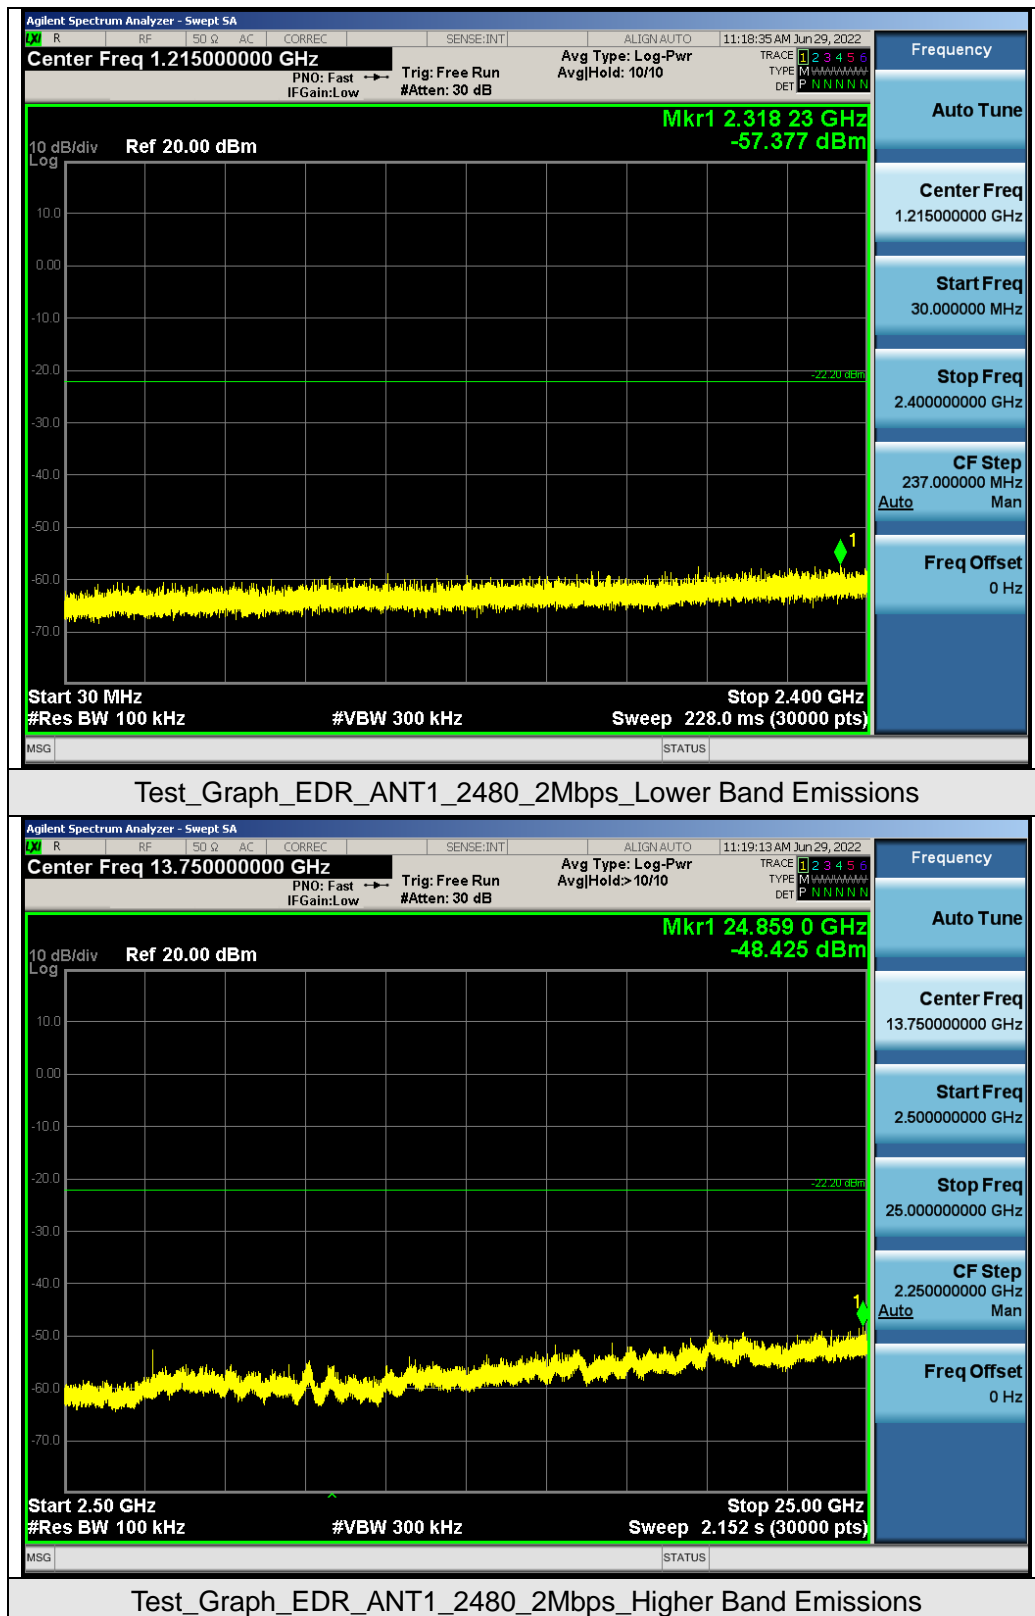 Agilent Spectrum Analyzer - Swept SA
LXI R RF 50 Ω AC CORREC SENSE:INT ALIGN AUTO 11:18:35 AM Jun 29, 2022
Center Freq 1.215000000 GHz
PNO: Fast
IFGain:Low
Trig: Free Run
#Atten: 30 dB
Avg Type: Log-Pwr
Avg|Hold: 10/10
TRACE 1 2 3 4 5 6
TYPE M WWWWW
DET P N N N N N
Frequency
Auto Tune
Center Freq
1.215000000 GHz
Start Freq
30.000000 MHz
Stop Freq
2.400000000 GHz
CF Step
237.000000 MHz
Auto Man
Freq Offset
0 Hz
Mkr1 2.318 23 GHz
-57.377 dBm
10 dB/div Ref 20.00 dBm
Log
10.0
0.00
-10.0
-20.0
-22.20 dBm
-30.0
-40.0
-50.0
1
-60.0
-70.0
Start 30 MHz Stop 2.400 GHz
#Res BW 100 kHz #VBW 300 kHz Sweep 228.0 ms (30000 pts)
MSG STATUS
Test_Graph_EDR_ANT1_2480_2Mbps_Lower Band Emissions
Agilent Spectrum Analyzer - Swept SA
LXI R RF 50 Ω AC CORREC SENSE:INT ALIGN AUTO 11:19:13 AM Jun 29, 2022
Center Freq 13.750000000 GHz
PNO: Fast
IFGain:Low
Trig: Free Run
#Atten: 30 dB
Avg Type: Log-Pwr
Avg|Hold:>10/10
TRACE 1 2 3 4 5 6
TYPE M WWWWW
DET P N N N N N
Frequency
Auto Tune
Center Freq
13.750000000 GHz
Start Freq
2.500000000 GHz
Stop Freq
25.000000000 GHz
CF Step
2.250000000 GHz
Auto Man
Freq Offset
0 Hz
Mkr1 24.859 0 GHz
-48.425 dBm
10 dB/div Ref 20.00 dBm
Log
10.0
0.00
-10.0
-20.0
-22.20 dBm
-30.0
-40.0
1
-50.0
-60.0
-70.0
Start 2.50 GHz Stop 25.00 GHz
#Res BW 100 kHz #VBW 300 kHz Sweep 2.152 s (30000 pts)
MSG STATUS
Test_Graph_EDR_ANT1_2480_2Mbps_Higher Band Emissions